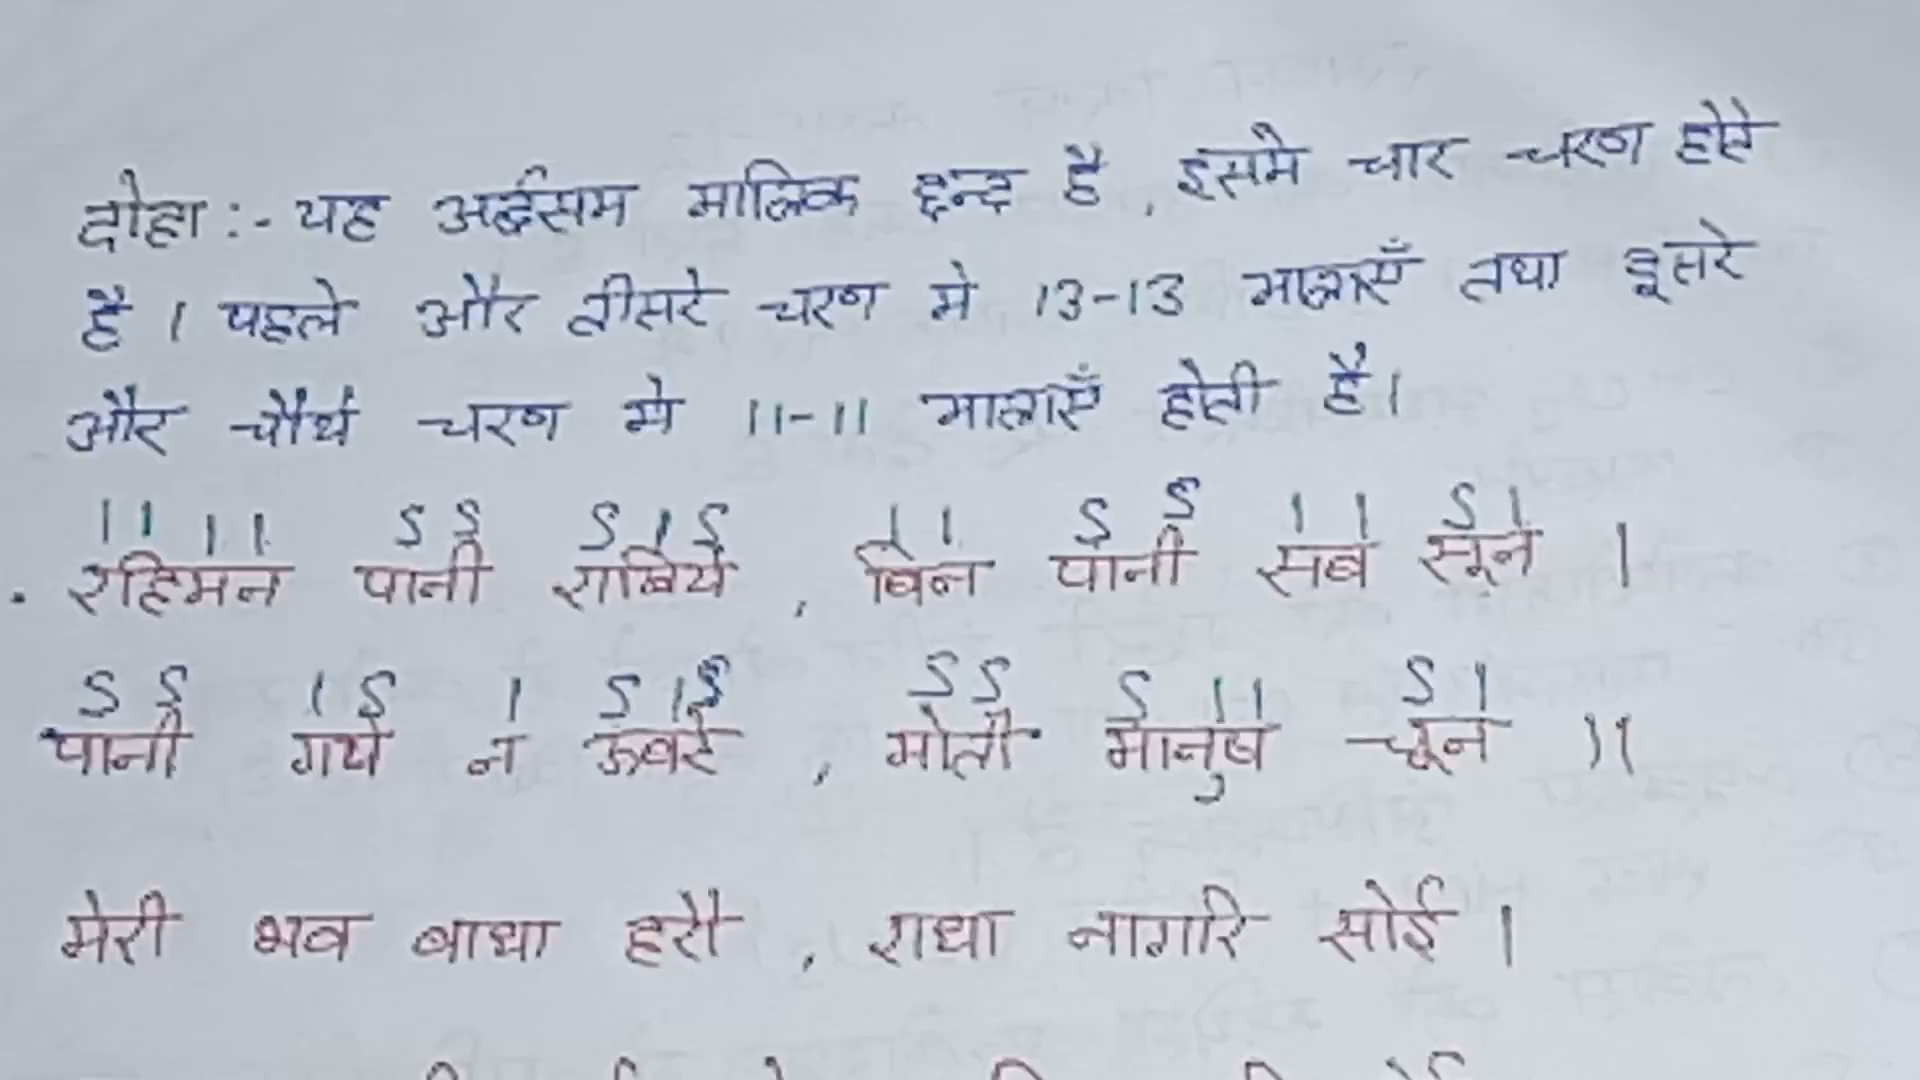 दोहा :- यह अर्द्धसम मात्रिक छन्द है, इसमे चार चरण होते
है । पहले और तीसरे चरण मे 13-13 मात्राएँ तथा दूसरे
और चौथे चरण मे 11-11 मात्राएँ होती है।
।। ।। ऽ ऽ ऽ । ऽ ।। ऽ ऽ ।। ऽ ।
रहिमन पानी राखिये , बिन पानी सब सून ।
ऽ ऽ । ऽ । ऽ । ऽ ऽ ऽ ऽ ।। ऽ ।
पानी गये न ऊबरे , मोती मानुष चून ।।
मेरी भव बाधा हरौ , राधा नागरि सोई ।